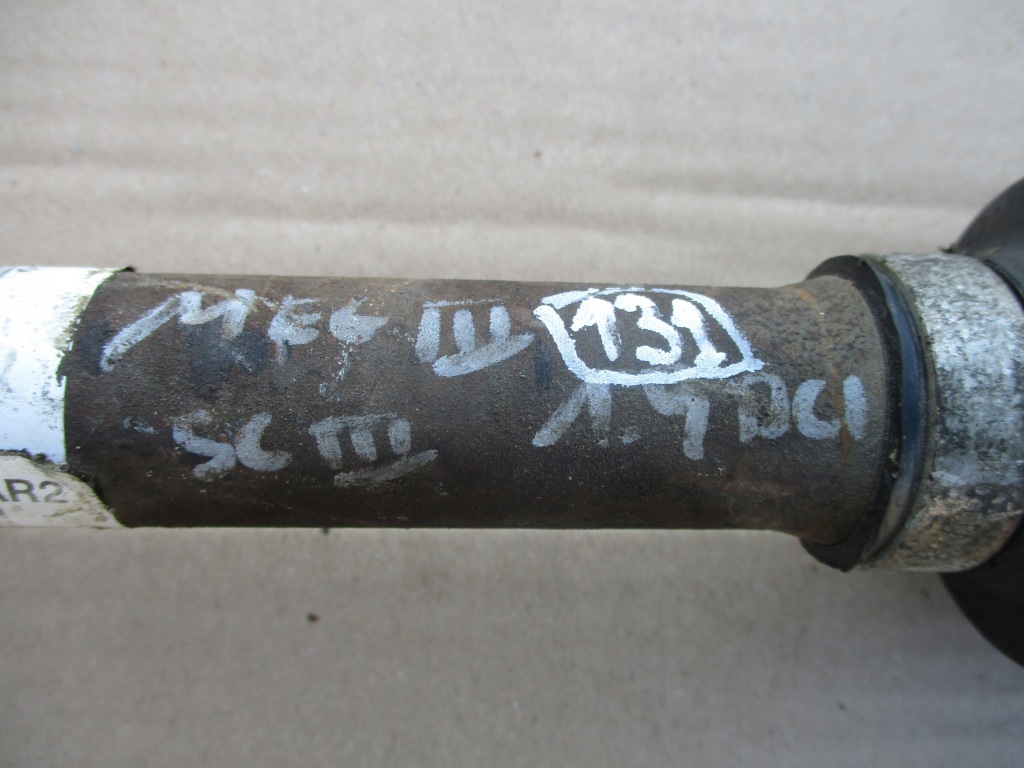 MEG III 131
SC III 1.9 DCI
AR2